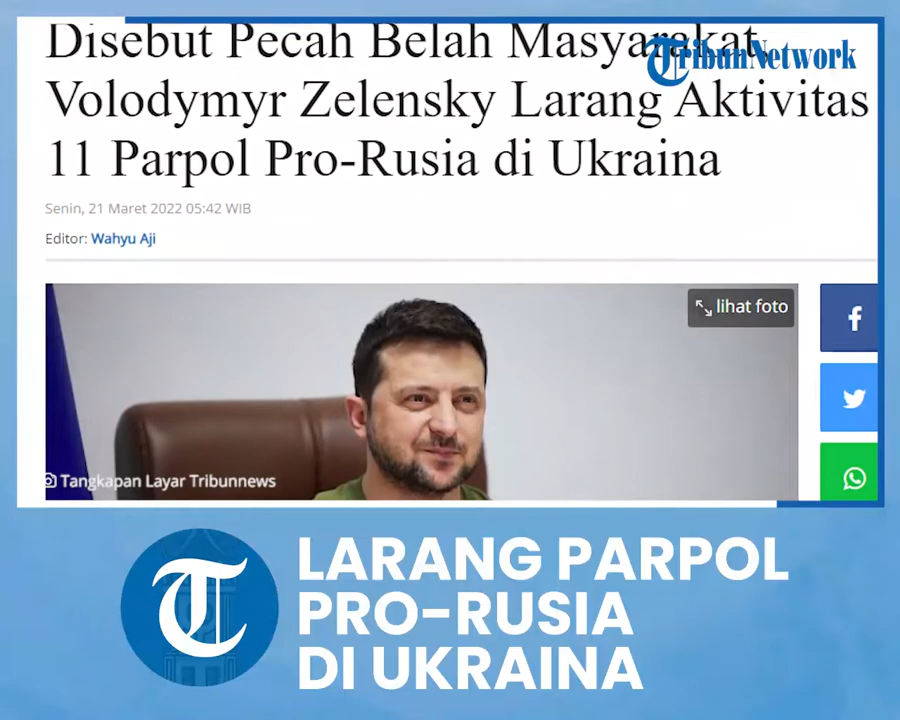 Disebut Pecah Belah Masyarakat,
TribunNetwork
Volodymyr Zelensky Larang Aktivitas
11 Parpol Pro-Rusia di Ukraina
Senin, 21 Maret 2022 05:42 WIB
Editor: Wahyu Aji
lihat foto
Tangkapan Layar Tribunnews
LARANG PARPOL
PRO-RUSIA
DI UKRAINA